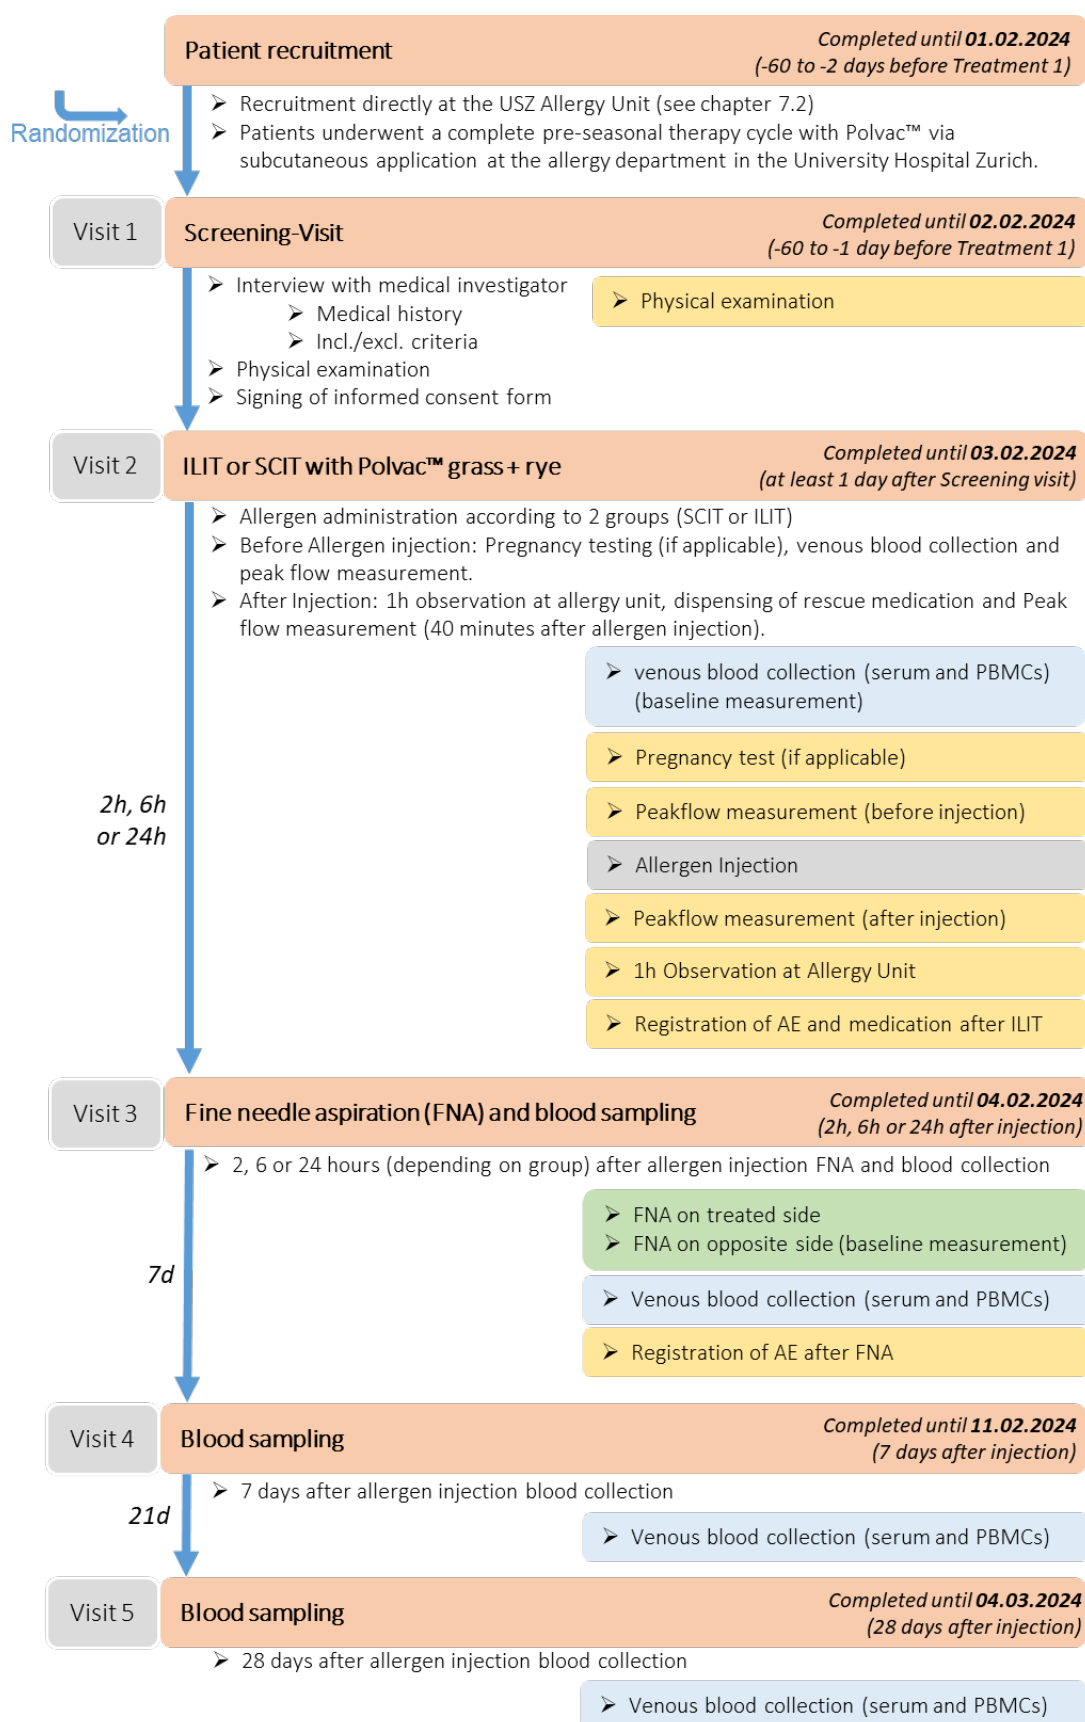 Patient recruitment
Completed until 01.02.2024
(-60 to -2 days before Treatment 1)
Randomization
➢ Recruitment directly at the USZ Allergy Unit (see chapter 7.2)
➢ Patients underwent a complete pre-seasonal therapy cycle with Polvac™ via
subcutaneous application at the allergy department in the University Hospital Zurich.
Visit 1
Screening-Visit
Completed until 02.02.2024
(-60 to -1 day before Treatment 1)
➢ Interview with medical investigator
➢ Medical history
➢ Incl./excl. criteria
➢ Physical examination
➢ Signing of informed consent form
➢ Physical examination
Visit 2
ILIT or SCIT with Polvac™ grass + rye
Completed until 03.02.2024
(at least 1 day after Screening visit)
➢ Allergen administration according to 2 groups (SCIT or ILIT)
➢ Before Allergen injection: Pregnancy testing (if applicable), venous blood collection and
peak flow measurement.
➢ After Injection: 1h observation at allergy unit, dispensing of rescue medication and Peak
flow measurement (40 minutes after allergen injection).
➢ venous blood collection (serum and PBMCs)
(baseline measurement)
➢ Pregnancy test (if applicable)
➢ Peakflow measurement (before injection)
➢ Allergen Injection
➢ Peakflow measurement (after injection)
➢ 1h Observation at Allergy Unit
➢ Registration of AE and medication after ILIT
2h, 6h
or 24h
Visit 3
Fine needle aspiration (FNA) and blood sampling
Completed until 04.02.2024
(2h, 6h or 24h after injection)
➢ 2, 6 or 24 hours (depending on group) after allergen injection FNA and blood collection
➢ FNA on treated side
➢ FNA on opposite side (baseline measurement)
➢ Venous blood collection (serum and PBMCs)
➢ Registration of AE after FNA
7d
Visit 4
Blood sampling
Completed until 11.02.2024
(7 days after injection)
➢ 7 days after allergen injection blood collection
➢ Venous blood collection (serum and PBMCs)
21d
Visit 5
Blood sampling
Completed until 04.03.2024
(28 days after injection)
➢ 28 days after allergen injection blood collection
➢ Venous blood collection (serum and PBMCs)